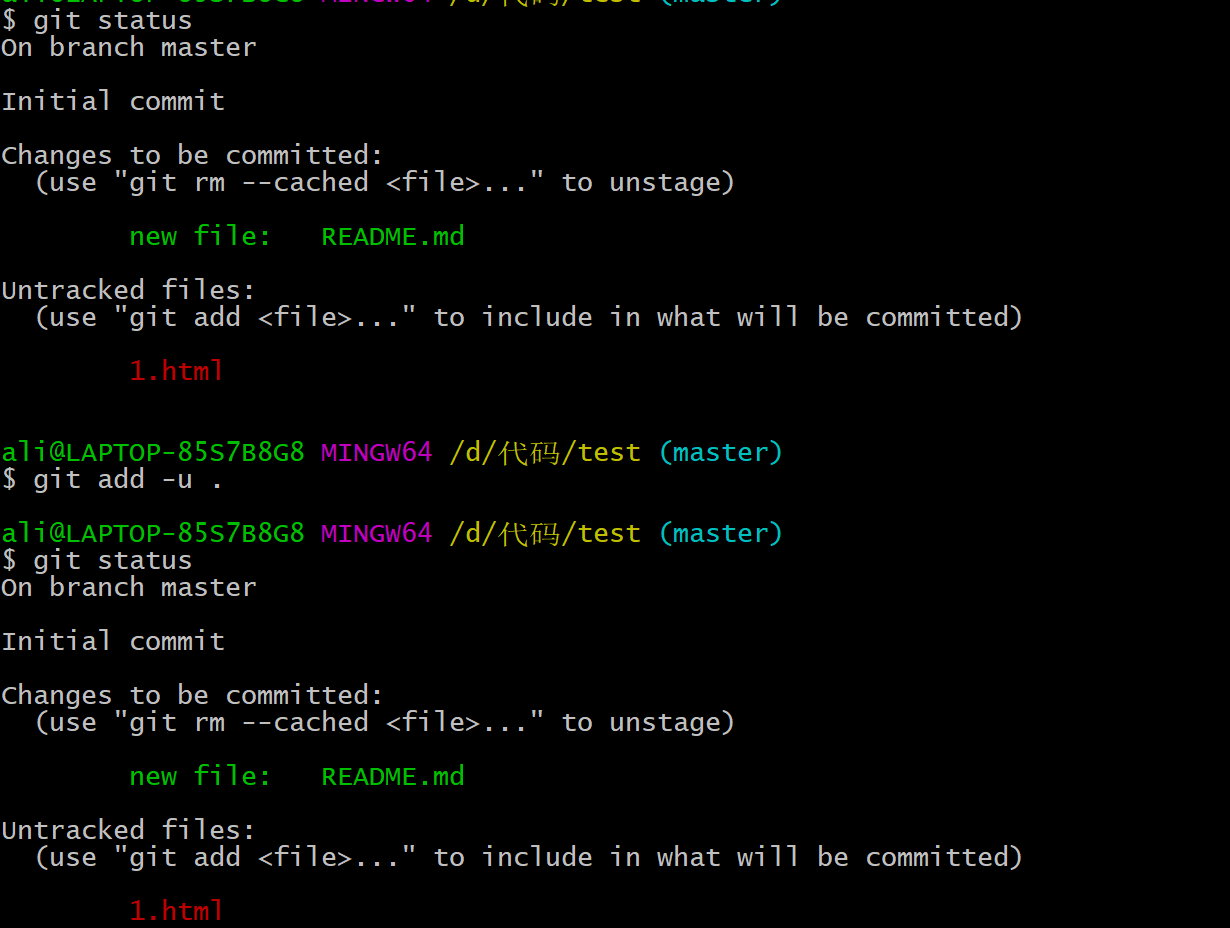 $ git status
On branch master
Initial commit
Changes to be committed:
(use "git rm --cached <file>..." to unstage)
new file: README.md
Untracked files:
(use "git add <file>..." to include in what will be committed)
1.html
ali@LAPTOP-85S7B8G8 MINGW64 /d/代码/test (master)
$ git add -u .
ali@LAPTOP-85S7B8G8 MINGW64 /d/代码/test (master)
$ git status
On branch master
Initial commit
Changes to be committed:
(use "git rm --cached <file>..." to unstage)
new file: README.md
Untracked files:
(use "git add <file>..." to include in what will be committed)
1.html